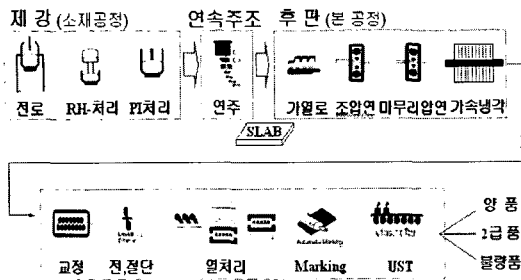 제 강 (소재공정) 연속주조 후 판 (본 공정)
전로 RH-처리 PI처리 연주 가열로 조압연 미무리압연 가속냉각
SLAB
양 품
2급 품
불량품
교정 전,절단 열처리 Marking UST